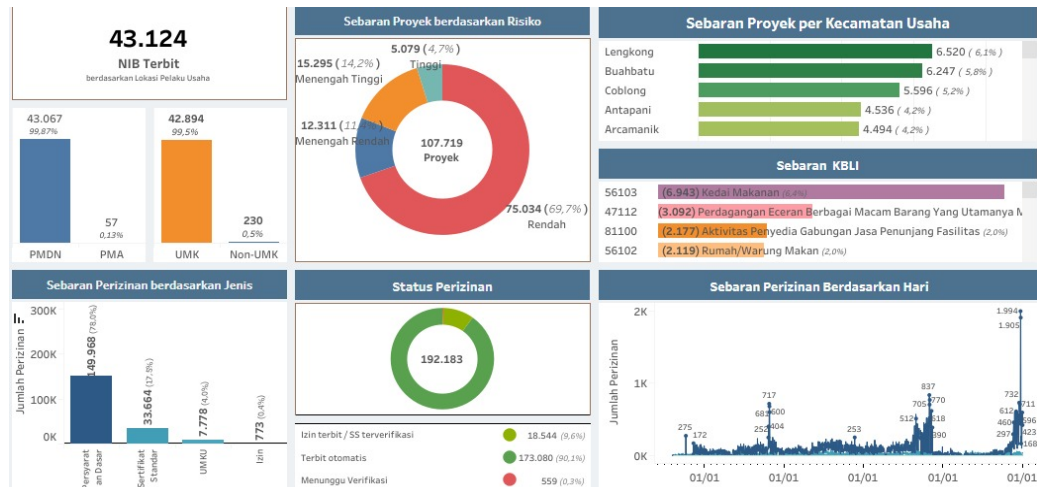 43.124
NIB Terbit
berdasarkan Lokasi Pelaku Usaha
43.067
99,87%
57
0,13%
PMDN
PMA
42.894
99,5%
230
0,5%
UMK
Non-UMK
Sebaran Proyek berdasarkan Risiko
5.079 (4,7% )
Tinggi
15.295 (14,2% )
Menengah Tinggi
12.311 (11,4% )
Menengah Rendah
107.719
Proyek
75.034 (69,7% )
Rendah
Sebaran Proyek per Kecamatan Usaha
Lengkong 6.520 ( 6,1% )
Buahbatu 6.247 ( 5,8% )
Coblong 5.596 ( 5,2% )
Antapani 4.536 ( 4,2% )
Arcamanik 4.494 ( 4,2% )
Sebaran KBLI
56103 (6.943) Kedai Makanan (6,4%)
47112 (3.092) Perdagangan Eceran Berbagai Macam Barang Yang Utamanya M
81100 (2.177) Aktivitas Penyedia Gabungan Jasa Penunjang Fasilitas (2,0%)
56102 (2.119) Rumah/Warung Makan (2,0%)
Sebaran Perizinan berdasarkan Jenis
Jumlah Perizinan
300K
200K
100K
0K
149.968 (78,0%)
33.664 (17,5%)
7.778 (4,0%)
773 (0,4%)
Persyarat
an Dasar
Sertifikat
Standar
UMKU
Izin
Status Perizinan
192.183
Izin terbit / SS terverifikasi 18.544 (9,6%)
Terbit otomatis 173.080 (90,1%)
Menunggu Verifikasi 559 (0,3%)
Sebaran Perizinan Berdasarkan Hari
Jumlah Perizinan
2K
1K
0K
275
172
717
681
600
252
404
253
837
705
770
512
618
390
1.994
1.905
732
711
612
460
596
297
423
168
01/01
01/01
01/01
01/01
01/01
01/01